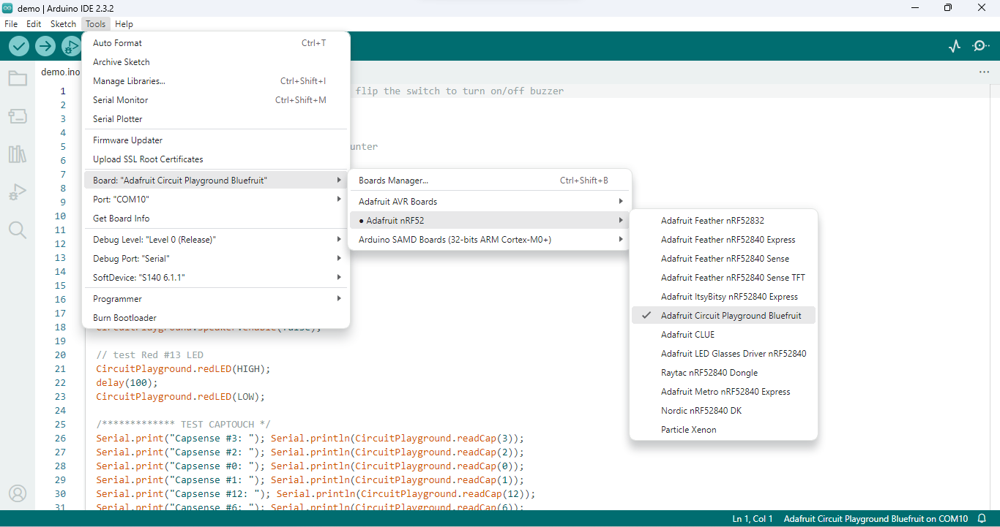 demo | Arduino IDE 2.3.2
File Edit Sketch Tools Help
demo.ino
Auto Format Ctrl+T
Archive Sketch
Manage Libraries... Ctrl+Shift+I
Serial Monitor Ctrl+Shift+M
Serial Plotter
Firmware Updater
Upload SSL Root Certificates
Board: "Adafruit Circuit Playground Bluefruit"
Port: "COM10"
Get Board Info
Debug Level: "Level 0 (Release)"
Debug Port: "Serial"
SoftDevice: "S140 6.1.1"
Programmer
Burn Bootloader
Boards Manager... Ctrl+Shift+B
Adafruit AVR Boards
• Adafruit nRF52
Arduino SAMD Boards (32-bits ARM Cortex-M0+)
Adafruit Feather nRF52832
Adafruit Feather nRF52840 Express
Adafruit Feather nRF52840 Sense
Adafruit Feather nRF52840 Sense TFT
Adafruit ItsyBitsy nRF52840 Express
✓ Adafruit Circuit Playground Bluefruit
Adafruit CLUE
Adafruit LED Glasses Driver nRF52840
Raytac nRF52840 Dongle
Adafruit Metro nRF52840 Express
Nordic nRF52840 DK
Particle Xenon
1 flip the switch to turn on/off buzzer
2
3
4
5 unter
6
7
8
9
10
11
12
13
14
15
16
17
18
19
20 // test Red #13 LED
21 CircuitPlayground.redLED(HIGH);
22 delay(100);
23 CircuitPlayground.redLED(LOW);
24
25 /************* TEST CAPTOUCH */
26 Serial.print("Capsense #3: "); Serial.println(CircuitPlayground.readCap(3));
27 Serial.print("Capsense #2: "); Serial.println(CircuitPlayground.readCap(2));
28 Serial.print("Capsense #0: "); Serial.println(CircuitPlayground.readCap(0));
29 Serial.print("Capsense #1: "); Serial.println(CircuitPlayground.readCap(1));
30 Serial.print("Capsense #12: "); Serial.println(CircuitPlayground.readCap(12));
31 Serial.print("Capsense #6: "); Serial.println(CircuitPlayground.readCap(6));
Ln 1, Col 1 Adafruit Circuit Playground Bluefruit on COM10